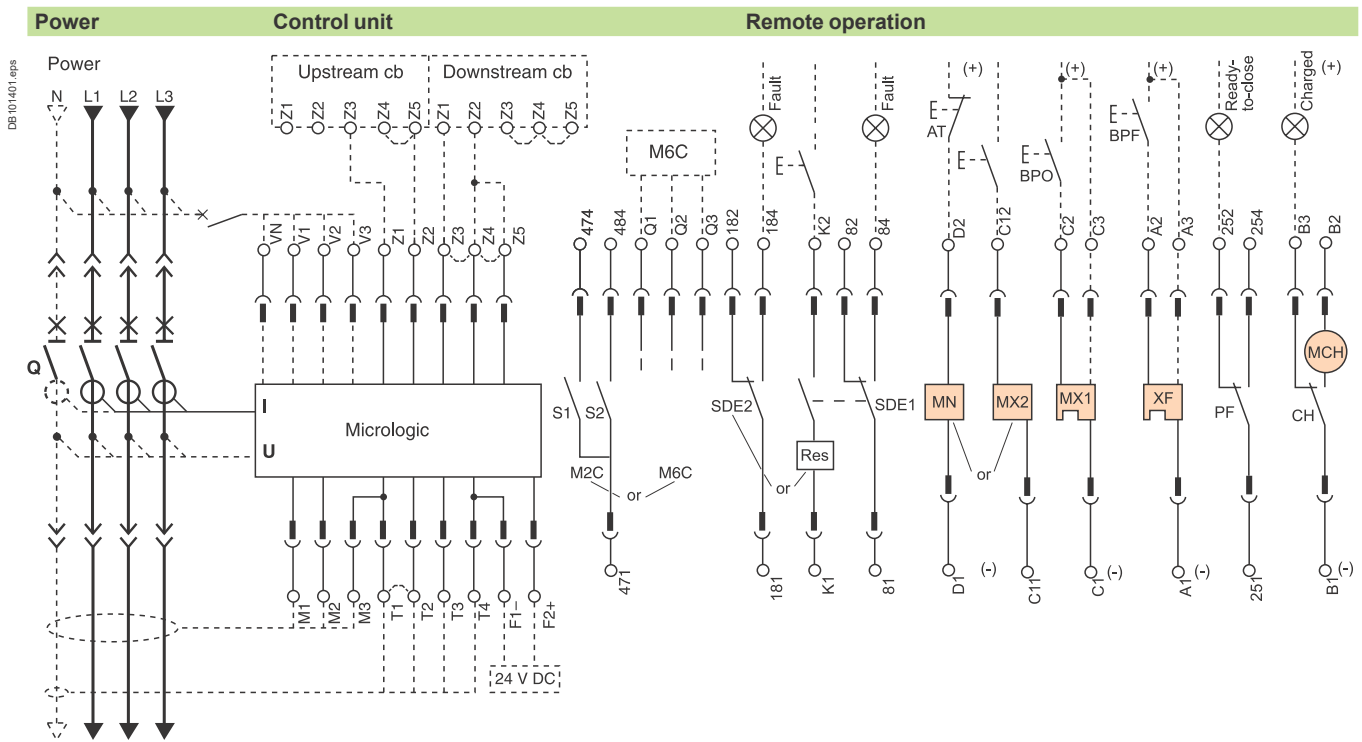 Power Control unit Remote operation
DB101401.eps
Power
N L1 L2 L3
Upstream cb Downstream cb
Z1 Z2 Z3 Z4 Z5 Z1 Z2 Z3 Z4 Z5
M6C
Fault
Fault
AT
(+)
BPO
(+)
BPF
(+)
Ready-
to-close
Charged
(+)
VN V1 V2 V3 Z1 Z2 Z3 Z4 Z5
474 484 Q1 Q2 Q3 182 184 K2 82 84 D2 C12 C2 C3 A2 A3 252 254 B3 B2
Q
I
U
Micrologic
S1 S2
M2C or M6C
SDE2
or
Res
SDE1
MN
or
MX2
MX1
XF
PF
CH
MCH
471 181 K1 81 D1 (-) C11 C1 (-) A1 (-) 251 B1 (-)
M1 M2 M3 T1 T2 T3 T4 F1– F2+
24 V DC